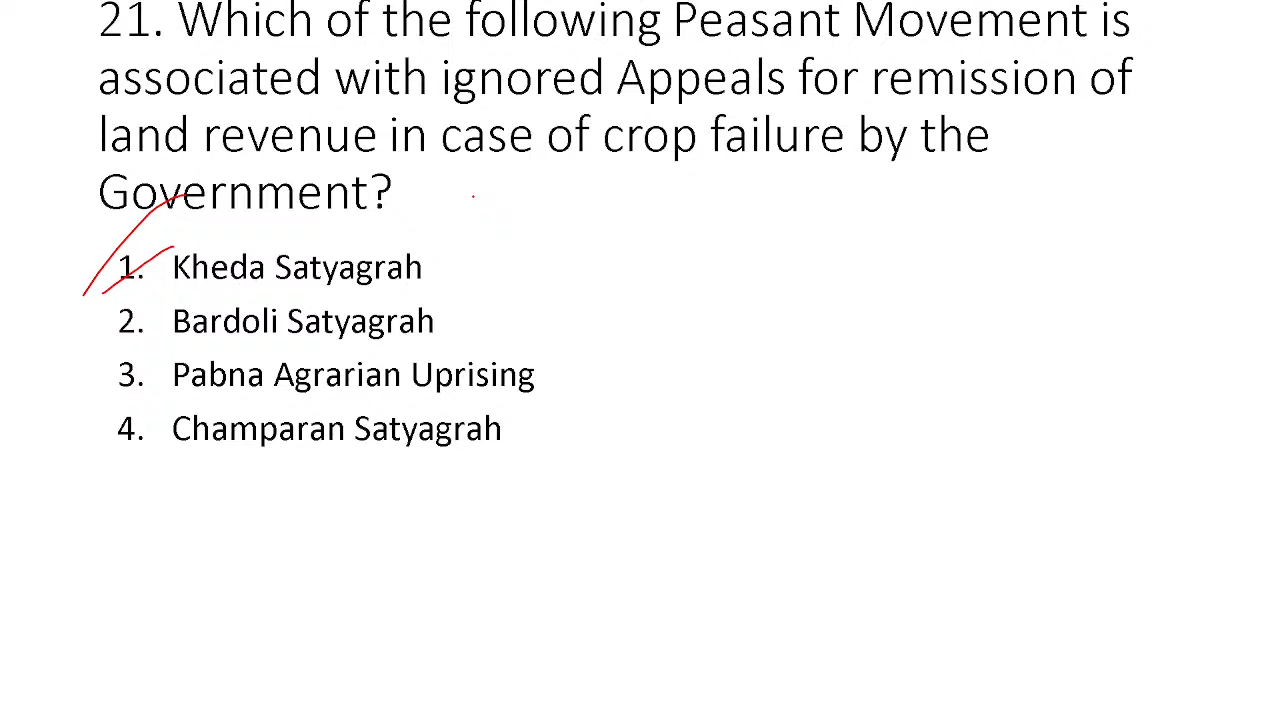 21. Which of the following Peasant Movement is
associated with ignored Appeals for remission of
land revenue in case of crop failure by the
Government?
1. Kheda Satyagrah
2. Bardoli Satyagrah
3. Pabna Agrarian Uprising
4. Champaran Satyagrah